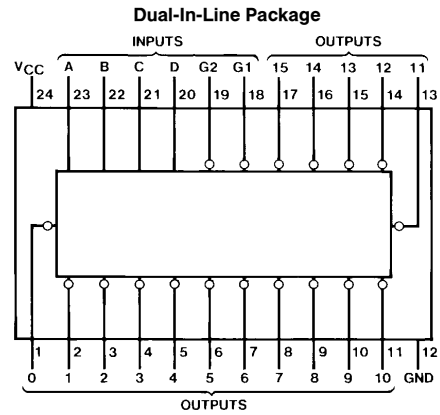 Dual-In-Line Package
INPUTS OUTPUTS
VCC A B C D G2 G1 15 14 13 12 11
24 23 22 21 20 19 18 17 16 15 14 13
1 2 3 4 5 6 7 8 9 10 11 12
0 1 2 3 4 5 6 7 8 9 10 GND
OUTPUTS